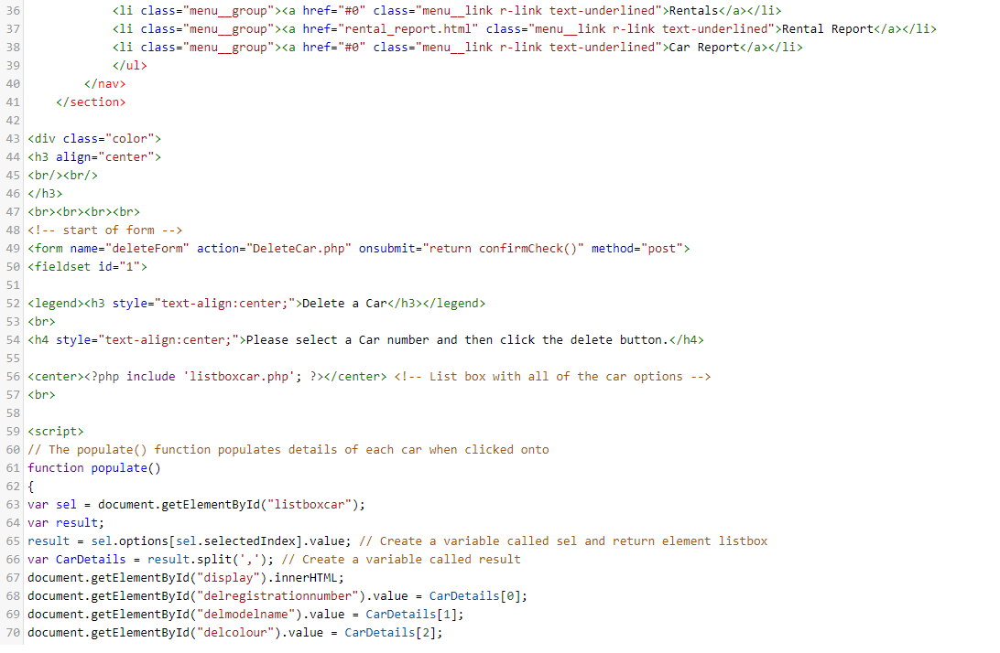 36 <li class="menu__group"><a href="#0" class="menu__link r-link text-underlined">Rentals</a></li>
37 <li class="menu__group"><a href="rental_report.html" class="menu__link r-link text-underlined">Rental Report</a></li>
38 <li class="menu__group"><a href="#0" class="menu__link r-link text-underlined">Car Report</a></li>
39 </ul>
40 </nav>
41 </section>
42
43 <div class="color">
44 <h3 align="center">
45 <br/><br/>
46 </h3>
47 <br><br><br><br>
48 <!-- start of form -->
49 <form name="deleteForm" action="DeleteCar.php" onsubmit="return confirmCheck()" method="post">
50 <fieldset id="1">
51
52 <legend><h3 style="text-align:center;">Delete a Car</h3></legend>
53 <br>
54 <h4 style="text-align:center;">Please select a Car number and then click the delete button.</h4>
55
56 <center><?php include 'listboxcar.php'; ?></center> <!-- List box with all of the car options -->
57 <br>
58
59 <script>
60 // The populate() function populates details of each car when clicked onto
61 function populate()
62 {
63 var sel = document.getElementById("listboxcar");
64 var result;
65 result = sel.options[sel.selectedIndex].value; // Create a variable called sel and return element listbox
66 var CarDetails = result.split(','); // Create a variable called result
67 document.getElementById("display").innerHTML;
68 document.getElementById("delregistrationnumber").value = CarDetails[0];
69 document.getElementById("delmodelname").value = CarDetails[1];
70 document.getElementById("delcolour").value = CarDetails[2];